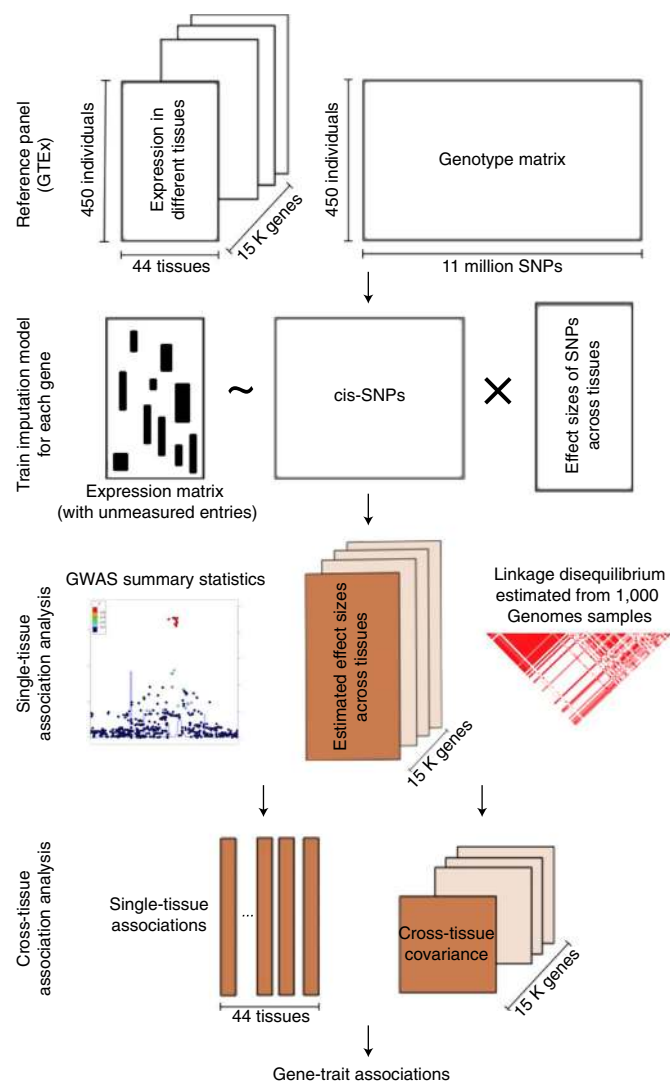 Reference panel
(GTEx)
450 individuals
Expression in
different tissues
15 K genes
44 tissues
450 individuals
Genotype matrix
11 million SNPs
Train imputation model
for each gene
~
cis-SNPs
×
Effect sizes of SNPs
across tissues
Expression matrix
(with unmeasured entries)
Single-tissue
association analysis
GWAS summary statistics
Estimated effect sizes
across tissues
15 K genes
Linkage disequilibrium
estimated from 1,000
Genomes samples
Cross-tissue
association analysis
Single-tissue
associations
...
44 tissues
Cross-tissue
covariance
15 K genes
Gene-trait associations